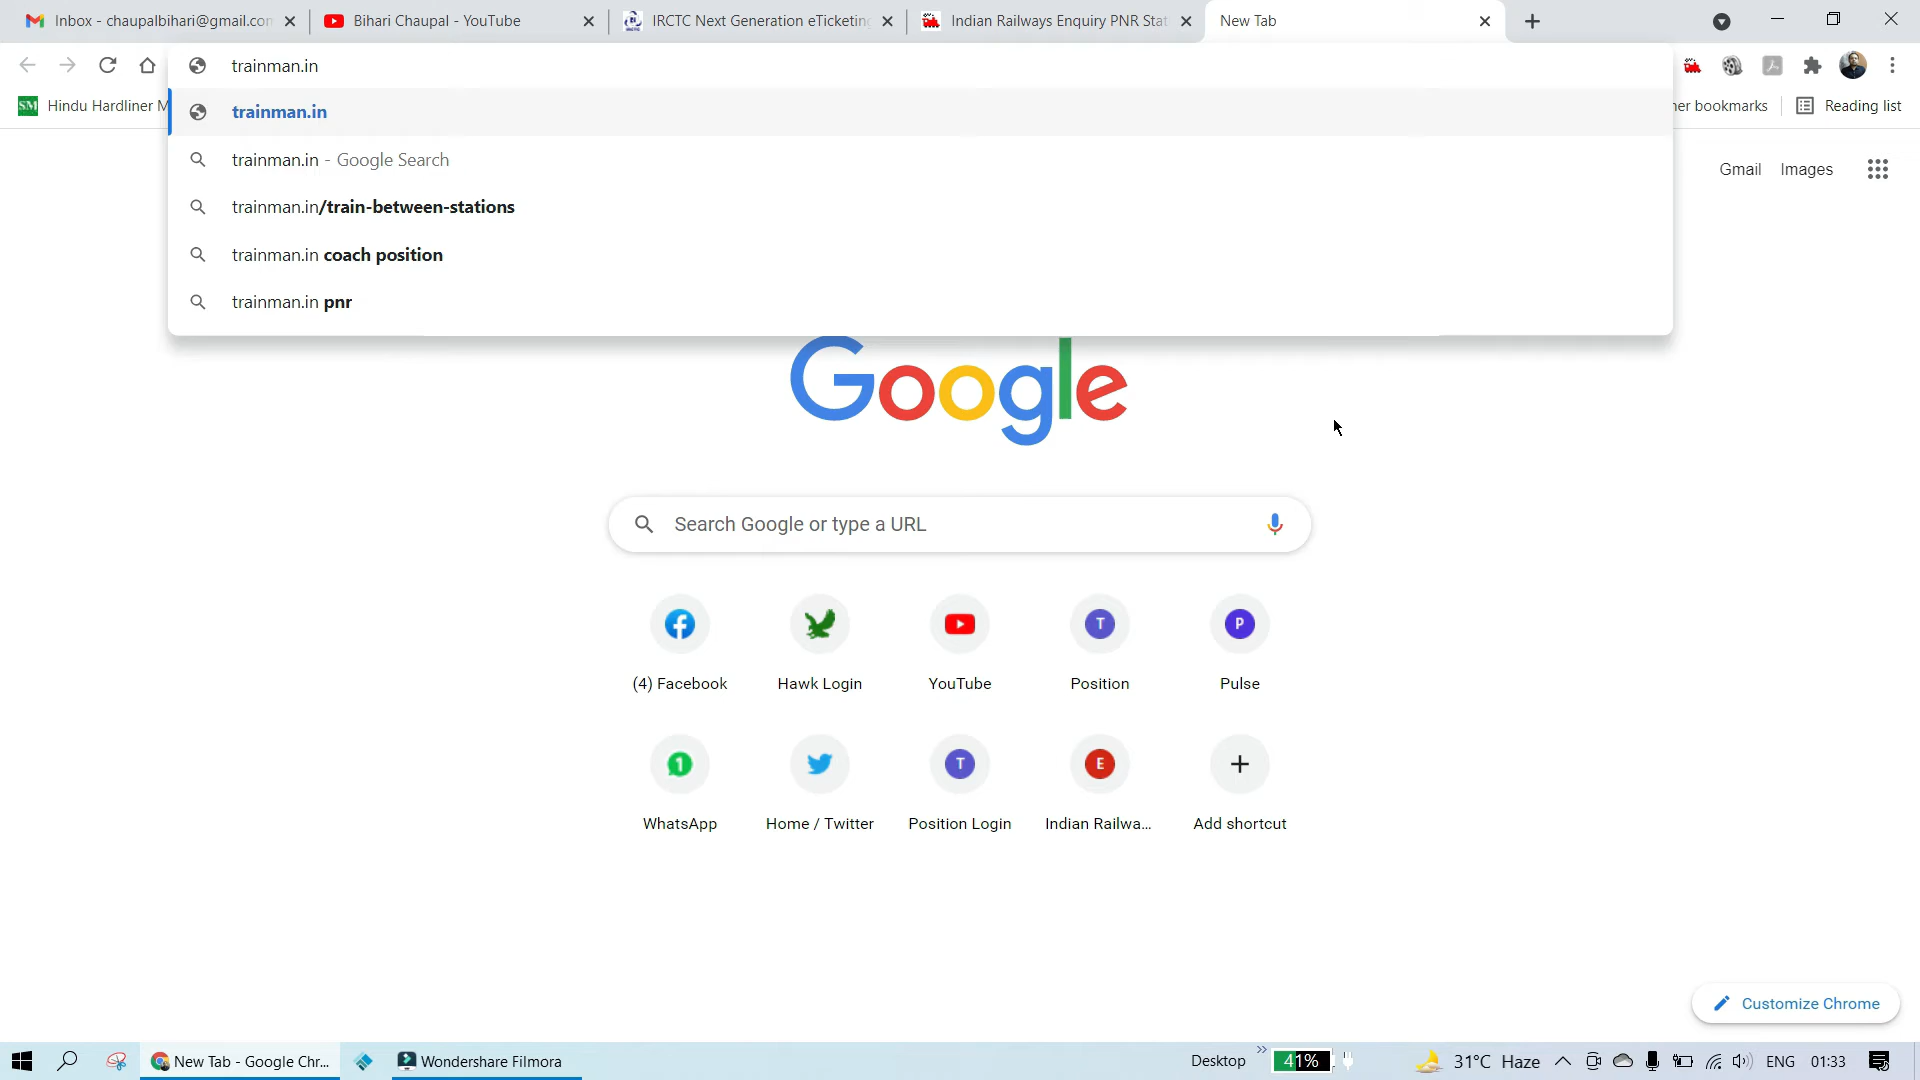 Inbox - chaupalbihari@gmail.com
Bihari Chaupal - YouTube
IRCTC Next Generation eTicketing
Indian Railways Enquiry PNR Stat
New Tab
trainman.in
Hindu Hardliner M
her bookmarks
Reading list
trainman.in
trainman.in - Google Search
trainman.in/train-between-stations
trainman.in coach position
trainman.in pnr
Gmail
Images
Google
Search Google or type a URL
(4) Facebook
Hawk Login
YouTube
T
Position
P
Pulse
1
WhatsApp
Home / Twitter
T
Position Login
E
Indian Railwa...
Add shortcut
Customize Chrome
New Tab - Google Chr...
Wondershare Filmora
Desktop
41%
31°C Haze
ENG
01:33